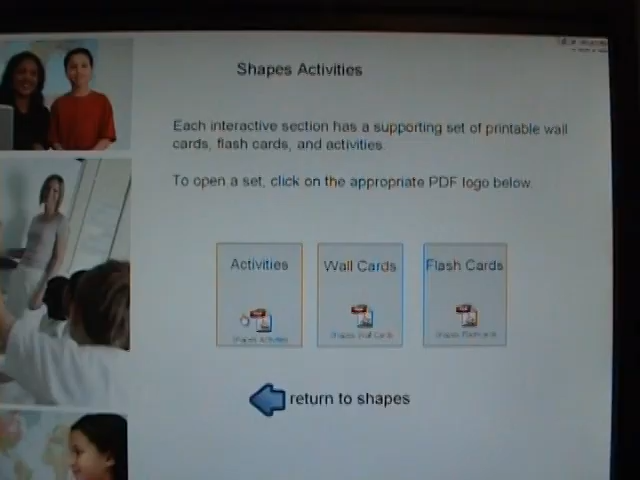 Shapes Activities
Each interactive section has a supporting set of printable wall
cards, flash cards, and activities.
To open a set, click on the appropriate PDF logo below.
Activities
Wall Cards
Flash Cards
Shapes Activities
Shapes Wall Cards
Shapes Flashcards
return to shapes